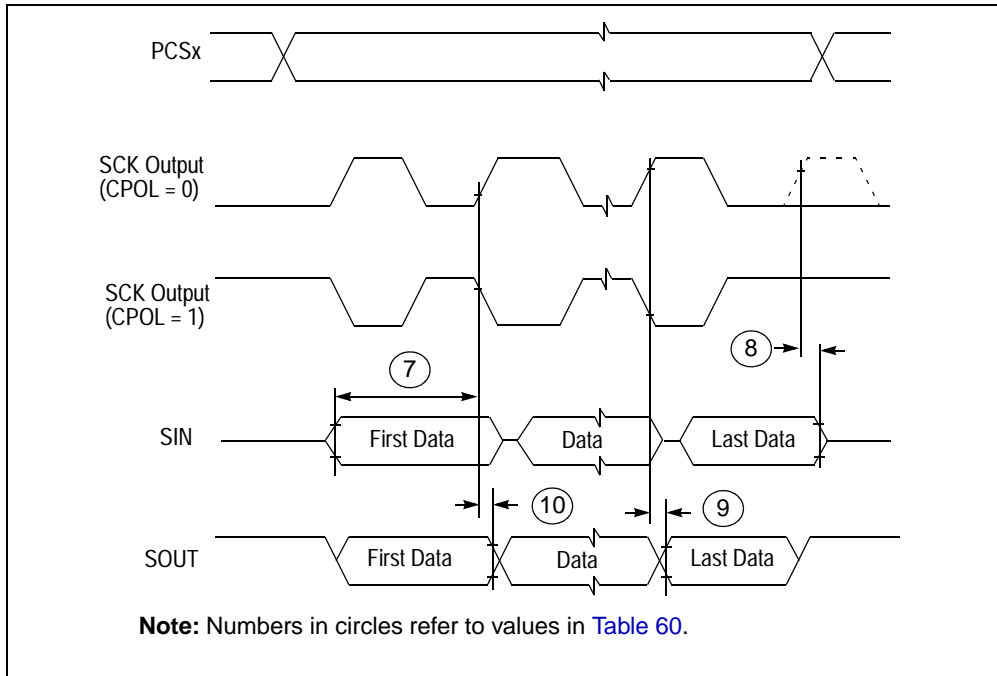 PCSx
SCK Output
(CPOL = 0)
SCK Output
(CPOL = 1)
8
7
SIN
First Data
Data
Last Data
10
9
SOUT
First Data
Data
Last Data
Note: Numbers in circles refer to values in Table 60.